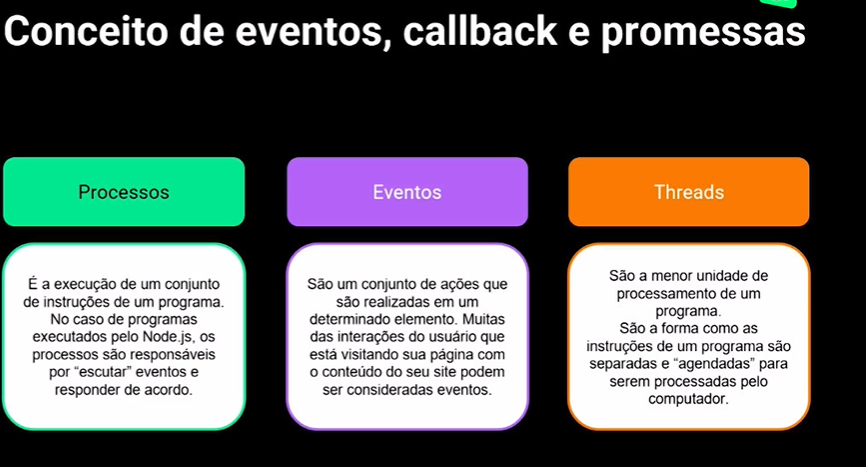 Conceito de eventos, callback e promessas
Processos
É a execução de um conjunto
de instruções de um programa.
No caso de programas
executados pelo Node.js, os
processos são responsáveis
por “escutar” eventos e
responder de acordo.
Eventos
São um conjunto de ações que
são realizadas em um
determinado elemento. Muitas
das interações do usuário que
está visitando sua página com
o conteúdo do seu site podem
ser consideradas eventos.
Threads
São a menor unidade de
processamento de um
programa.
São a forma como as
instruções de um programa são
separadas e “agendadas” para
serem processadas pelo
computador.